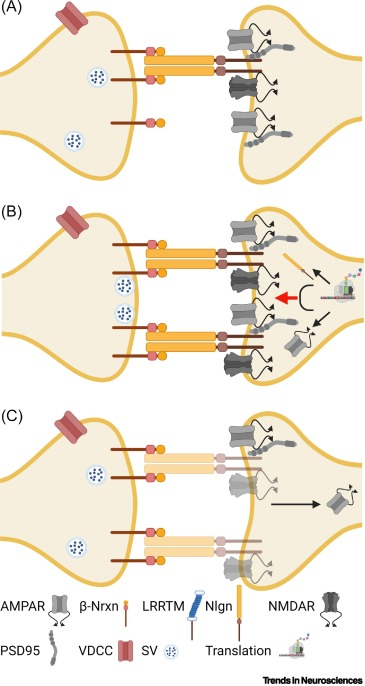 (A)
(B)
(C)
AMPAR β-Nrxn LRRTM Nlgn NMDAR
PSD95 VDCC SV Translation
Trends in Neurosciences